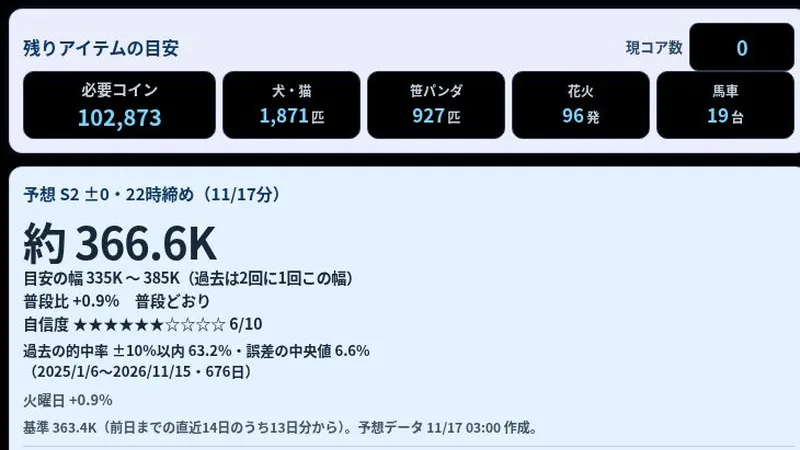 残りアイテムの目安
現コア数
0
必要コイン
102,873
犬・猫
1,871匹
笹パンダ
927匹
花火
96発
馬車
19台
予想 S2 ±0・22時締め（11/17分）
約 366.6K
目安の幅 335K～385K（過去は2回に1回この幅）
普段比 +0.9%　普段どおり
自信度 ★★★★★★☆☆☆☆ 6/10
過去の的中率 ±10%以内 63.2%・誤差の中央値 6.6%
（2025/1/6～2026/11/15・676日）
火曜日 +0.9%
基準 363.4K（前日までの直近14日のうち13日分から）。予想データ 11/17 03:00 作成。